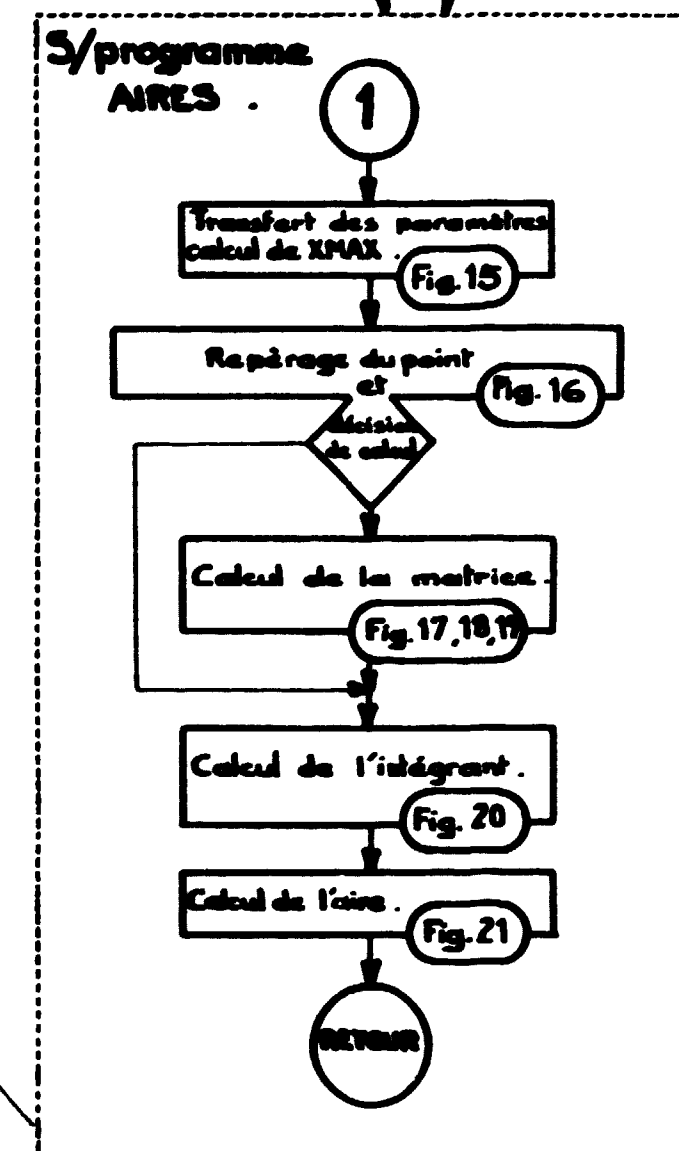 S/programme
AIRES .
1
Transfert des paramètres
calcul de XMAX .
Fig. 15
Repérage du point
et
décision
de calcul
Fig. 16
Calcul de la matrice .
Fig. 17, 18, 19
Calcul de l'intégrant .
Fig. 20
Calcul de l'aire .
Fig. 21
RETOUR